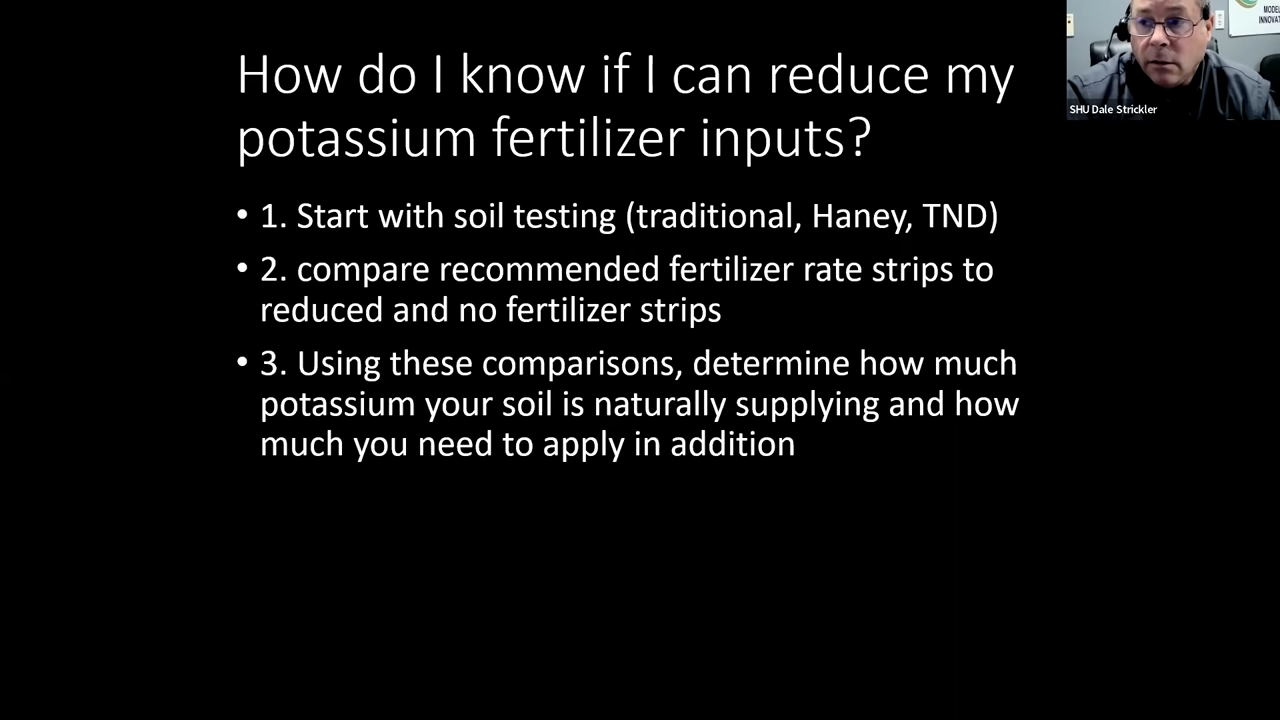 How do I know if I can reduce my
potassium fertilizer inputs?
• 1. Start with soil testing (traditional, Haney, TND)
• 2. compare recommended fertilizer rate strips to
reduced and no fertilizer strips
• 3. Using these comparisons, determine how much
potassium your soil is naturally supplying and how
much you need to apply in addition
SHU Dale Strickler
MODEL
INNOVAT